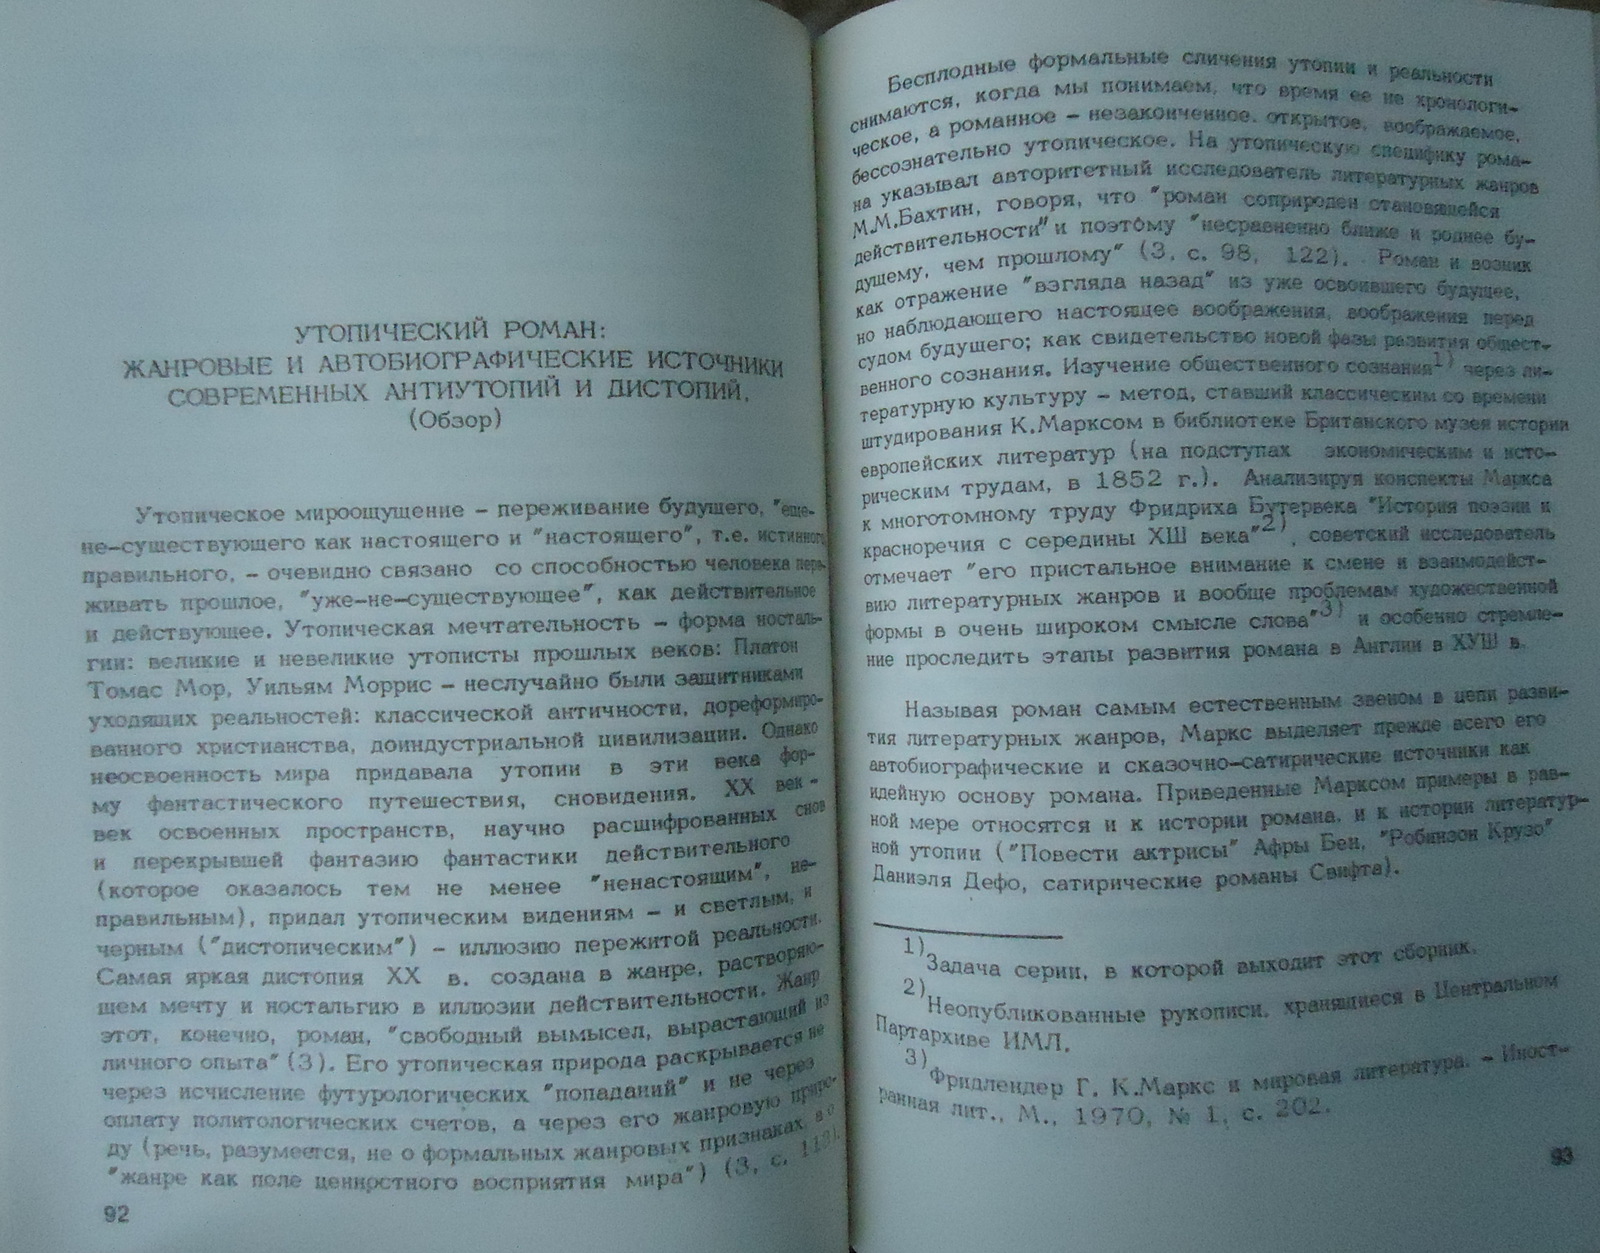 УТОПИЧЕСКИЙ РОМАН:
ЖАНРОВЫЕ И АВТОБИОГРАФИЧЕСКИЕ ИСТОЧНИКИ
СОВРЕМЕННЫХ АНТИУТОПИЙ И ДИСТОПИЙ.
(Обзор)
Утопическое мироощущение – переживание будущего, "еще-
не-существующего как настоящего и "настоящего", т.е. истинного,
правильного, – очевидно связано со способностью человека пере-
живать прошлое, "уже-не-существующее", как действительное
и действующее. Утопическая мечтательность – форманосталь-
гии: великие и невеликие утописты прошлых веков: Платон
Томас Мор, Уильям Моррис – неслучайно были защитниками
уходящих реальностей: классической античности, дореформиро-
ванного христианства, доиндустриальной цивилизации. Однако
неосвоенность мира придавала утопии в эти века фор-
му фантастического путешествия, сновидения. XX век –
век освоенных пространств, научно расшифрованных снов
и перекрывшей фантазию фантастики действительного
(которое оказалось тем не менее "ненастоящим", не-
правильным), придал утопическим видениям – и светлым, и
черным ("дистопическим") – иллюзию пережитой реальности.
Самая яркая дистопия XX в. создана в жанре, растворяю-
щем мечту и ностальгию в иллюзии действительности. Жанр
этот, конечно, роман, "свободный вымысел, вырастающий из
личного опыта" (3). Его утопическая природа раскрывается не
через исчисление футурологических "попаданий" и не через
оплату политологических счетов, а через его жанровую приро-
ду (речь, разумеется, не о формальных жанровых признаках, а о
"жанре как поле ценностного восприятия мира") (3, с.
92
Бесплодные формальные сличения утопии и реальности
снимаются, когда мы понимаем, что время ее не хронологи-
ческое, а романное – незаконченное, открытое, воображаемое,
бессознательно утопическое. На утопическую специфику рома-
на указывал авторитетный исследователь литературных жанров
М.М.Бахтин, говоря, что "роман соприроден становящейся
действительности" и поэтому "несравненно ближе и роднее бу-
дущему, чем прошлому" (3, с. 98, 122). Роман и возник
как отражение "взгляда назад" из уже освоившего будущее,
но наблюдающего настоящее воображения, воображения перед
судом будущего; как свидетельство новой фазы развития общест-
венного сознания. Изучение общественного сознания1) через ли-
тературную культуру – метод, ставший классическим со времени
штудирования К.Марксом в библиотеке Британского музея истории
европейских литератур (на подступах экономическим и исто-
рическим трудам, в 1852 г.). Анализируя конспекты Маркса
к многотомному труду Фридриха Бутервека "История поэзии и
красноречия с середины ХШ века"2), советский исследователь
отмечает "его пристальное внимание к смене и взаимодейст-
вию литературных жанров и вообще проблемам художественной
формы в очень широком смысле слова"3) и особенно стремле-
ние проследить этапы развития романа в Англии в ХУШ в.
Называя роман самым естественным звеном в цепи разви-
тия литературных жанров, Маркс выделяет прежде всего его
автобиографические и сказочно-сатирические источники как
идейную основу романа. Приведенные Марксом примеры в рав-
ной мере относятся и к истории романа, и к истории литератур-
ной утопии ("Повести актрисы" Афры Бен, "Робинзон Крузо"
Даниэля Дефо, сатирические романы Свифта).
1) Задача серии, в которой выходит этот сборник.
2) Неопубликованные рукописи, хранящиеся в Центральном
Партархиве ИМЛ.
3) Фридлендер Г. К.Маркс и мировая литература. – Иност-
ранная лит., М., 1970, № 1, с. 202.
93